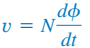 v = N dϕ/dt